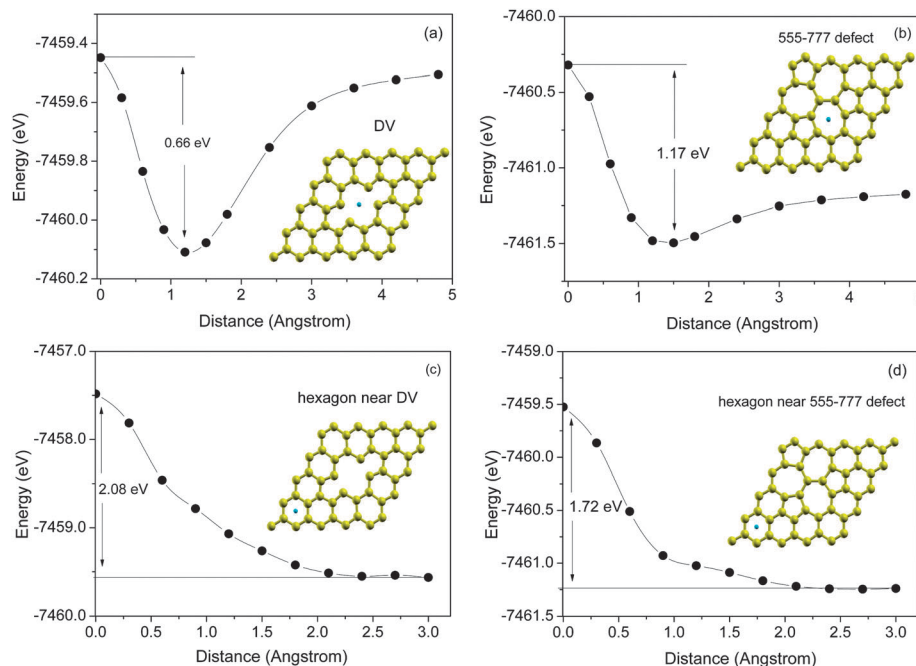 (a)
-7459.4
-7459.6
-7459.8
-7460.0
-7460.2
Energy (eV)
0.66 eV
DV
0 1 2 3 4 5
Distance (Angstrom)
(b)
-7460.0
-7460.5
-7461.0
-7461.5
Energy (eV)
555-777 defect
1.17 eV
0 1 2 3 4
Distance (Angstrom)
(c)
-7457.0
-7458.0
-7459.0
-7460.0
Energy (eV)
hexagon near DV
2.08 eV
0.0 0.5 1.0 1.5 2.0 2.5 3.0
Distance (Angstrom)
(d)
-7459.0
-7459.5
-7460.0
-7460.5
-7461.0
-7461.5
Energy (eV)
hexagon near 555-777 defect
1.72 eV
0.0 0.5 1.0 1.5 2.0 2.5 3.0
Distance (Angstrom)